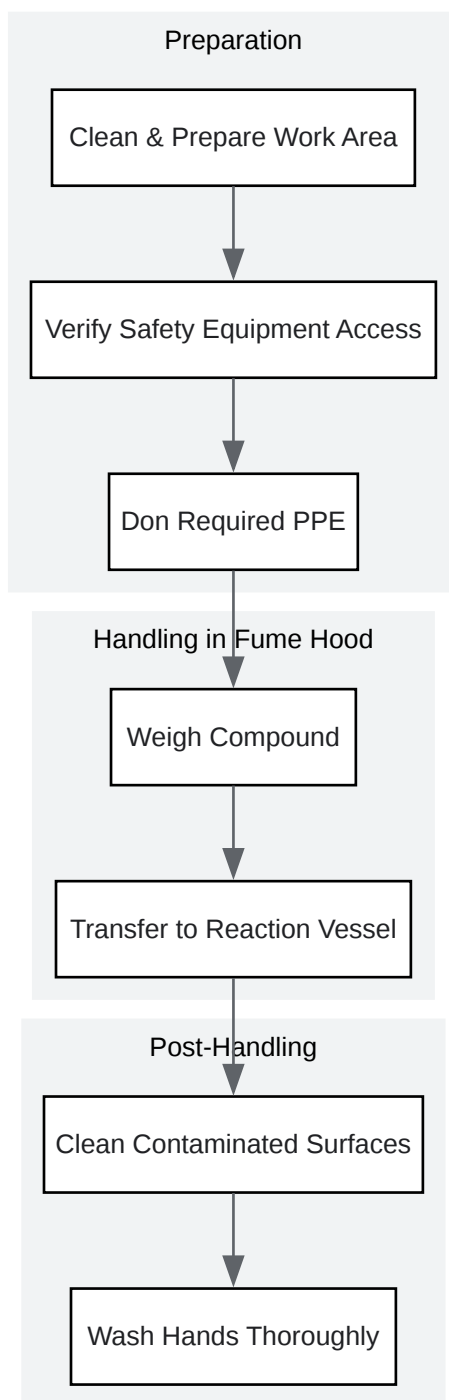 Preparation
Clean & Prepare Work Area
Verify Safety Equipment Access
Don Required PPE
Handling in Fume Hood
Weigh Compound
Transfer to Reaction Vessel
Post-Handling
Clean Contaminated Surfaces
Wash Hands Thoroughly